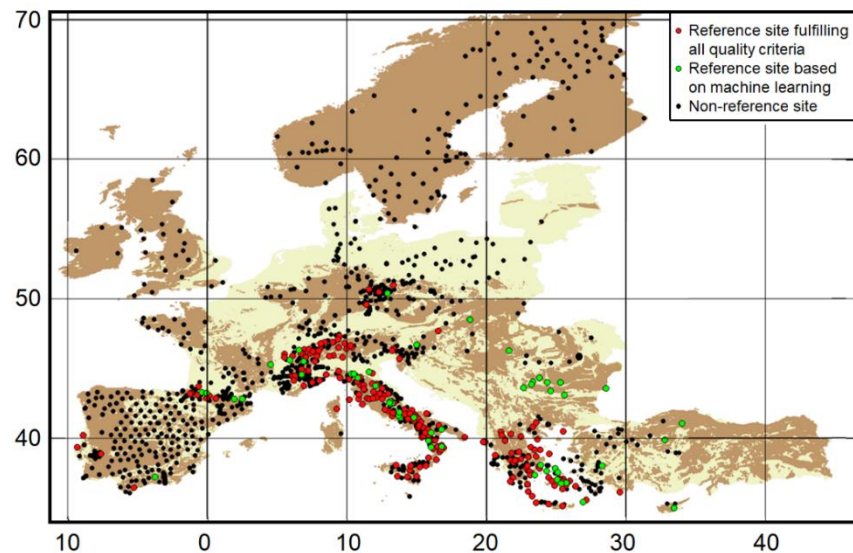 70
Reference site fulfilling
all quality criteria
Reference site based
on machine learning
Non-reference site
60
50
40
10
0
10
20
30
40